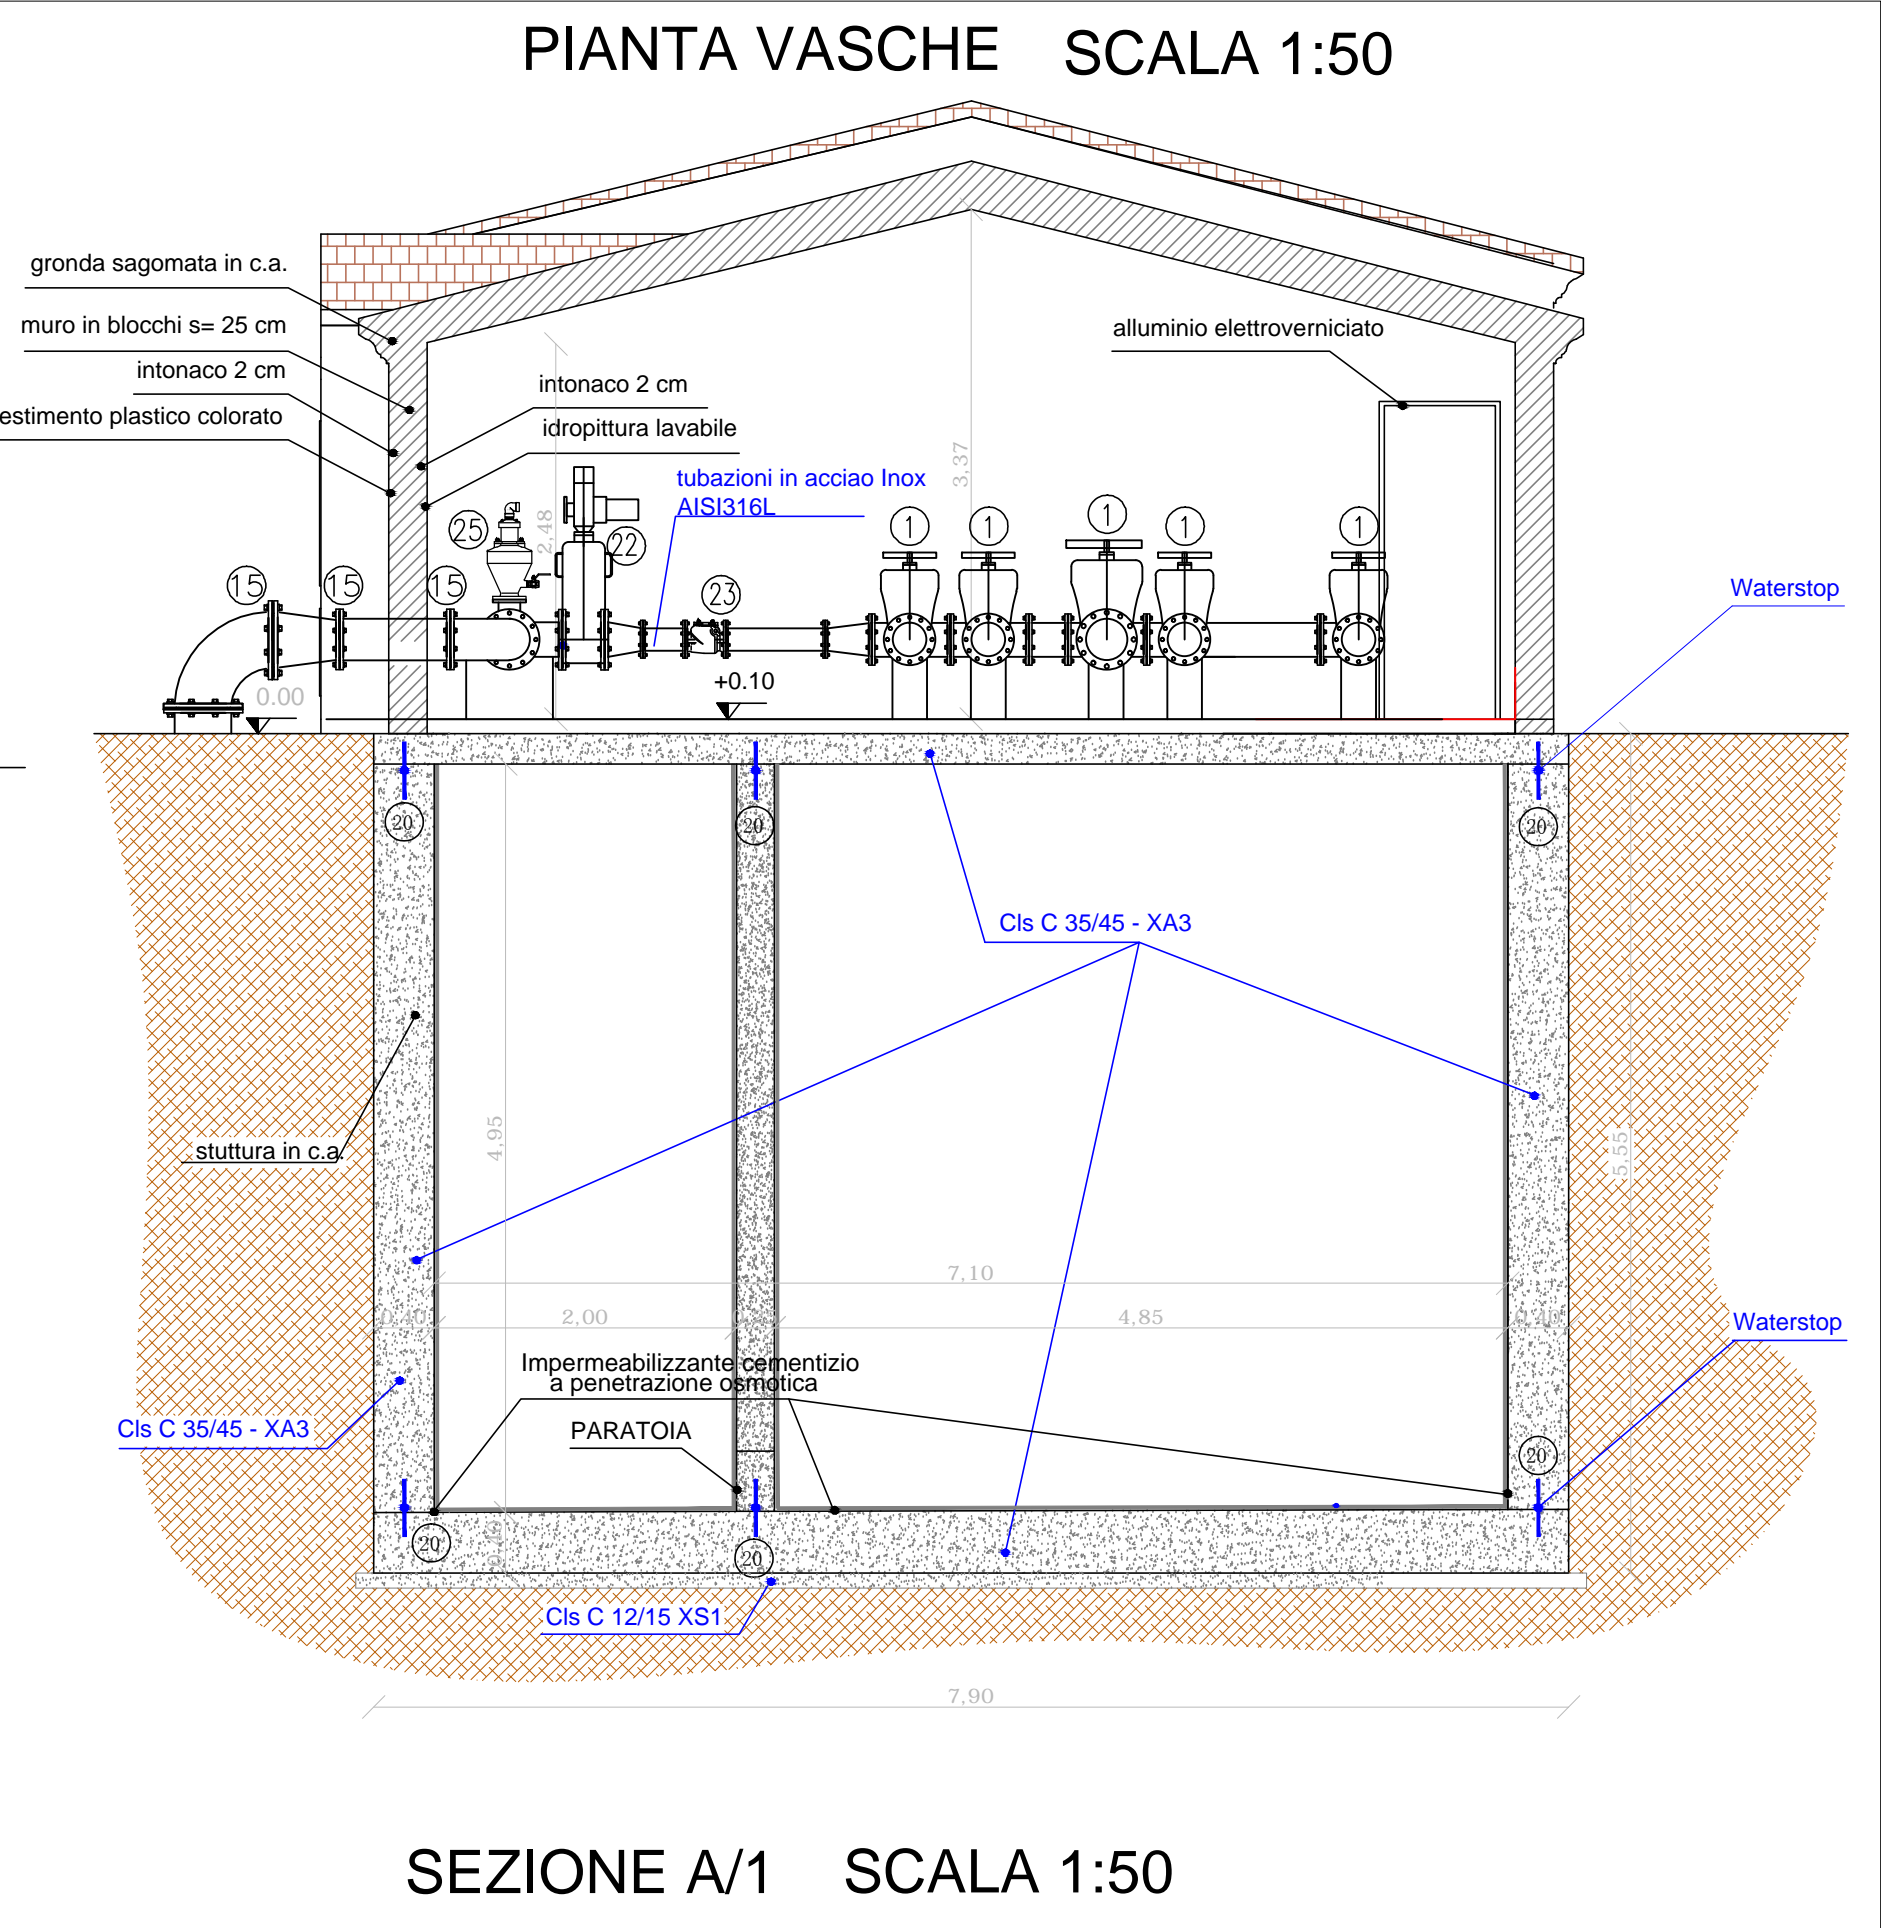 PIANTA VASCHE SCALA 1:50
gronda sagomata in c.a.
muro in blocchi s= 25 cm
intonaco 2 cm
estimento plastico colorato
intonaco 2 cm
idropittura lavabile
alluminio elettroverniciato
3,37
2,48
tubazioni in acciao Inox
AISI316L
25
22
1
1
1
1
1
15
15
15
23
Waterstop
0.00
+0.10
20
20
20
Cls C 35/45 - XA3
4,95
stuttura in c.a.
5,55
7,10
0,40
2,00
4,85
0,40
Waterstop
Impermeabilizzante cementizio
a penetrazione osmotica
PARATOIA
Cls C 35/45 - XA3
20
20
20
Cls C 12/15 XS1
7,90
SEZIONE A/1 SCALA 1:50